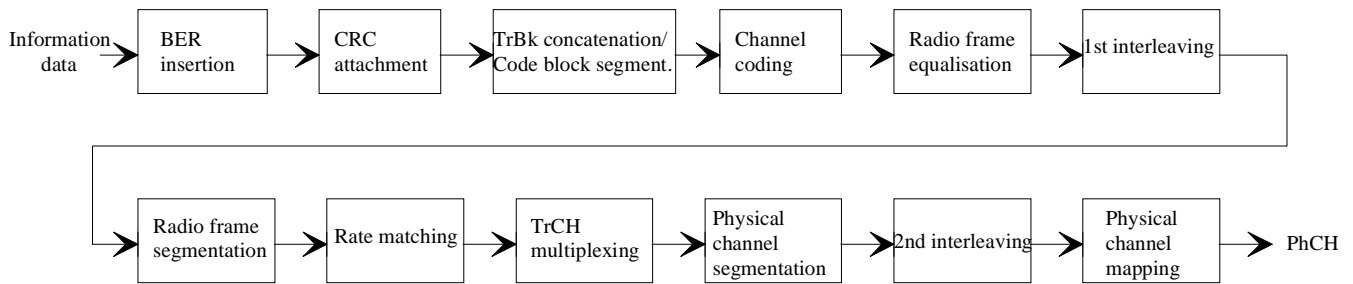 Information
data
BER
insertion
CRC
attachment
TrBk concatenation/
Code block segment.
Channel
coding
Radio frame
equalisation
1st interleaving
Radio frame
segmentation
Rate matching
TrCH
multiplexing
Physical
channel
segmentation
2nd interleaving
Physical
channel
mapping
PhCH